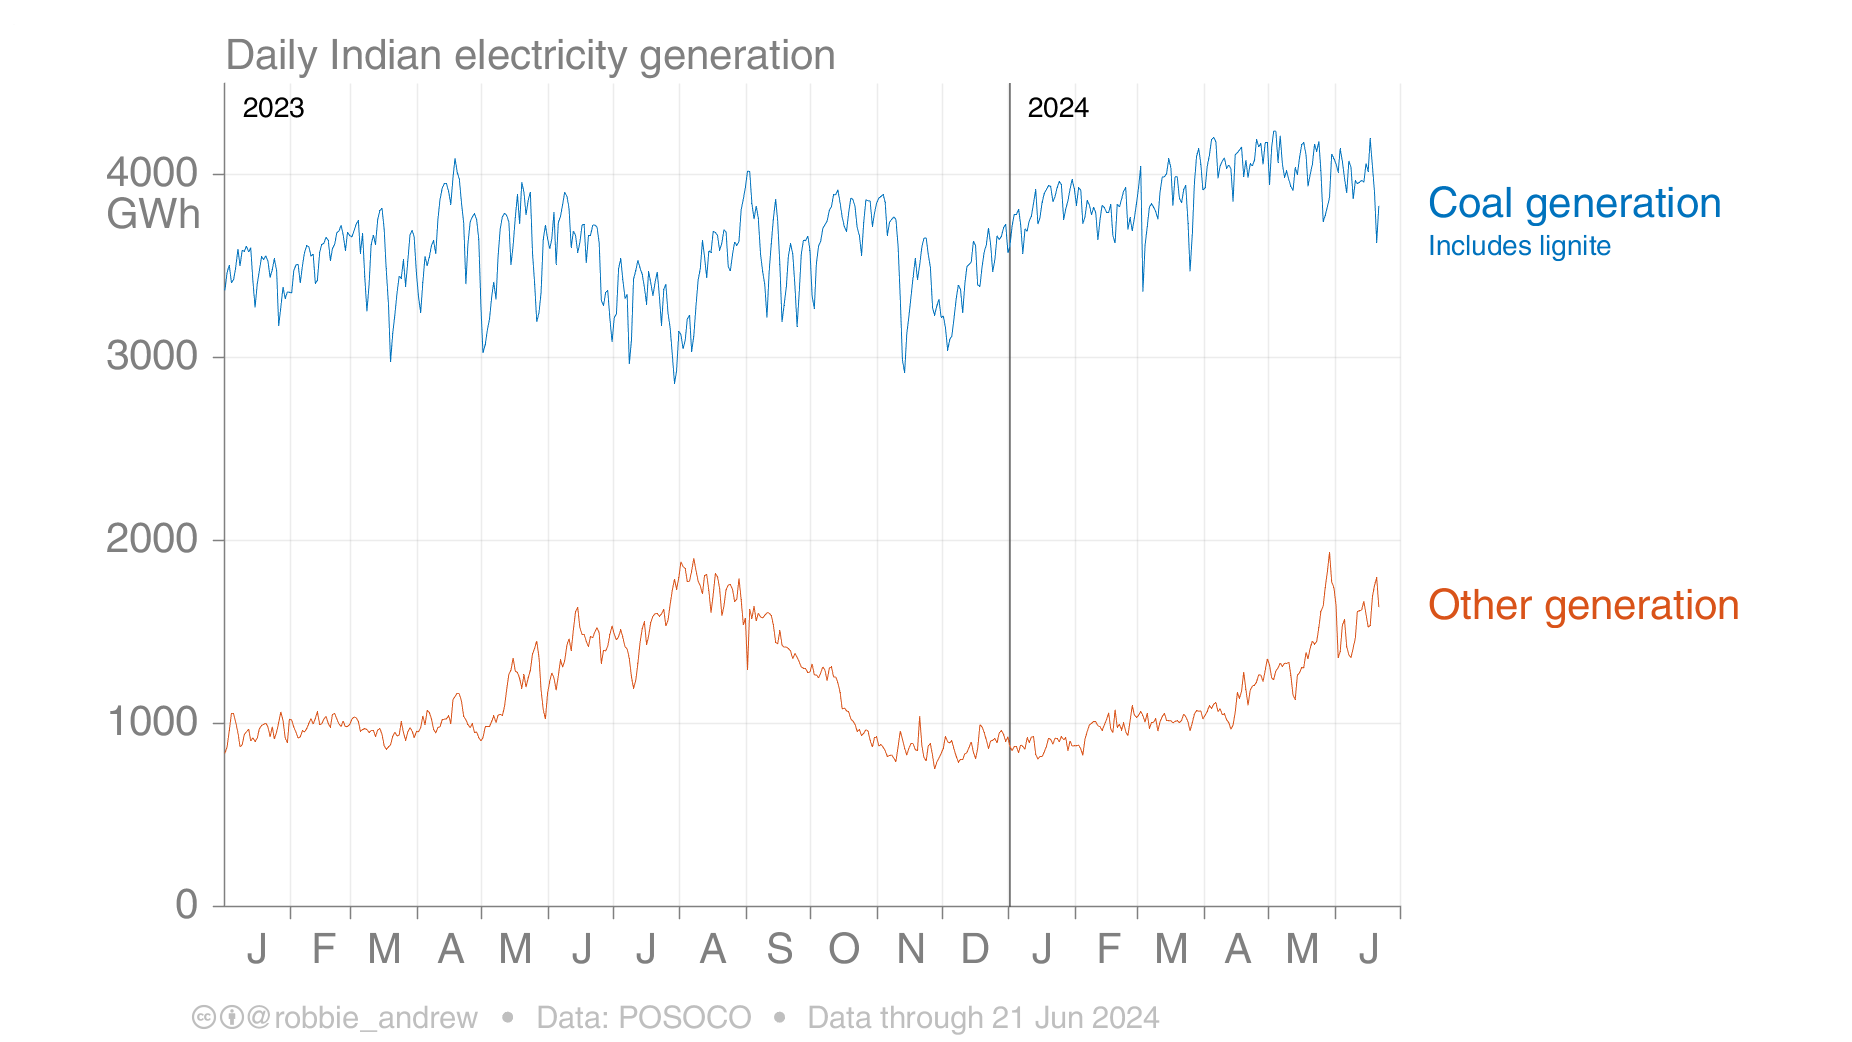 Daily Indian electricity generation
2023
2024
4000
GWh
3000
2000
1000
0
Coal generation
Includes lignite
Other generation
J F M A M J J A S O N D J F M A M J
@robbie_andrew • Data: POSOCO • Data through 21 Jun 2024